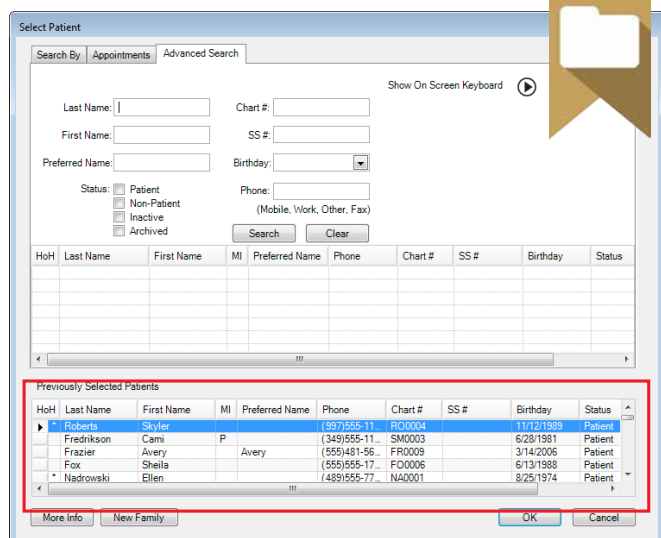 Select Patient
Search By Appointments Advanced Search
Show On Screen Keyboard
Last Name: Chart #:
First Name: SS #:
Preferred Name: Birthday:
Status: Patient Phone:
Non-Patient (Mobile, Work, Other, Fax)
Inactive
Archived Search Clear
HoH Last Name First Name MI Preferred Name Phone Chart # SS # Birthday Status
Previously Selected Patients
HoH Last Name First Name MI Preferred Name Phone Chart # SS # Birthday Status
* Roberts Skyler (997)555-11... RO0004 11/12/1989 Patient
Fredrikson Cami P (349)555-11... SM0003 6/28/1981 Patient
Frazier Avery Avery (555)481-56... FR0009 3/14/2006 Patient
Fox Sheila (555)555-17... FO0006 6/13/1988 Patient
* Nadrowski Ellen (489)555-77... NA0001 8/25/1974 Patient
More Info New Family OK Cancel